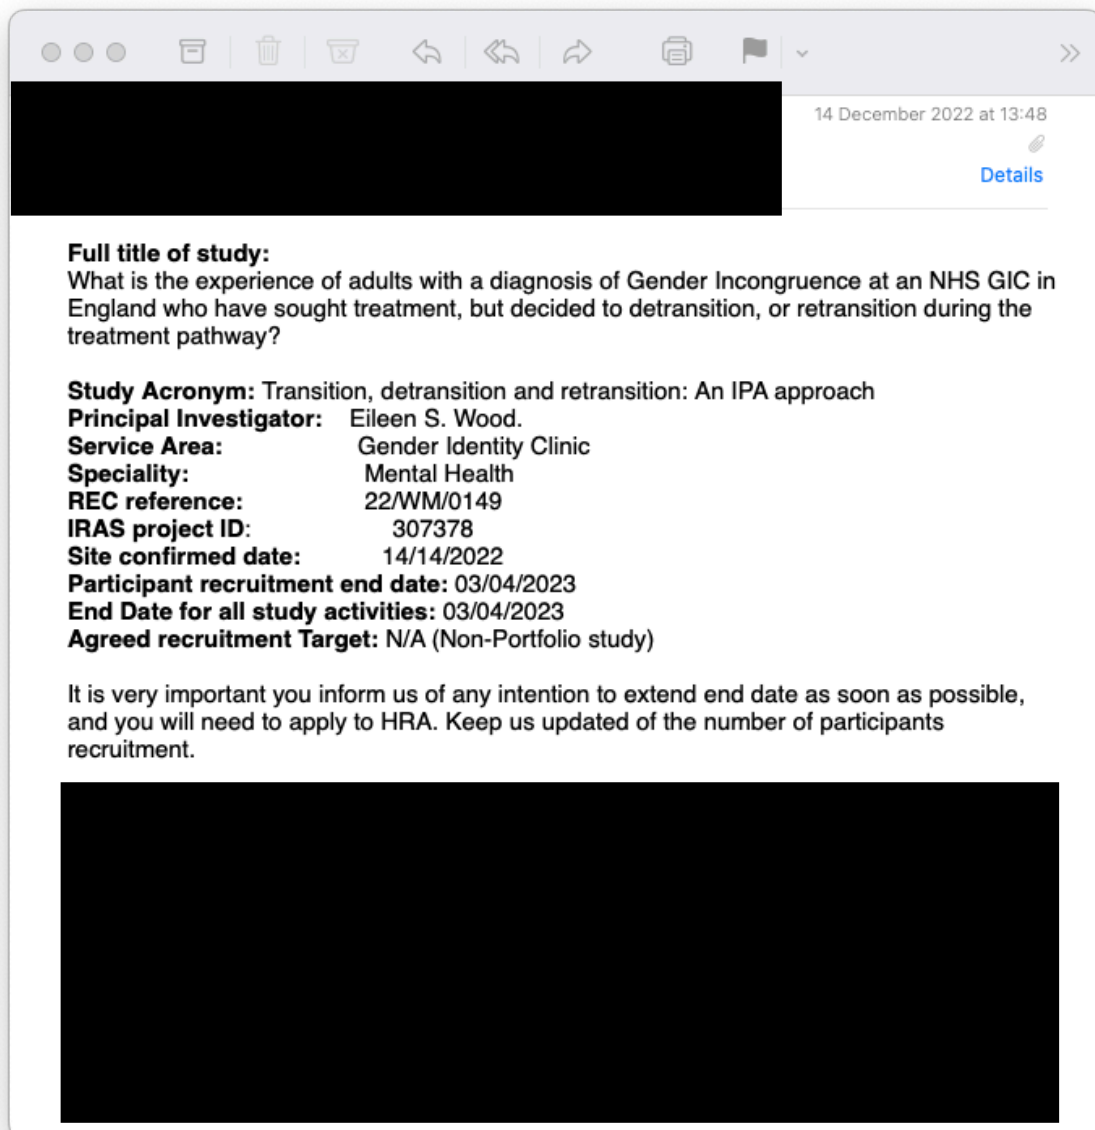 14 December 2022 at 13:48
Details
Full title of study:
What is the experience of adults with a diagnosis of Gender Incongruence at an NHS GIC in
England who have sought treatment, but decided to detransition, or retransition during the
treatment pathway?
Study Acronym: Transition, detransition and retransition: An IPA approach
Principal Investigator: Eileen S. Wood.
Service Area: Gender Identity Clinic
Speciality: Mental Health
REC reference: 22/WM/0149
IRAS project ID: 307378
Site confirmed date: 14/14/2022
Participant recruitment end date: 03/04/2023
End Date for all study activities: 03/04/2023
Agreed recruitment Target: N/A (Non-Portfolio study)
It is very important you inform us of any intention to extend end date as soon as possible,
and you will need to apply to HRA. Keep us updated of the number of participants
recruitment.